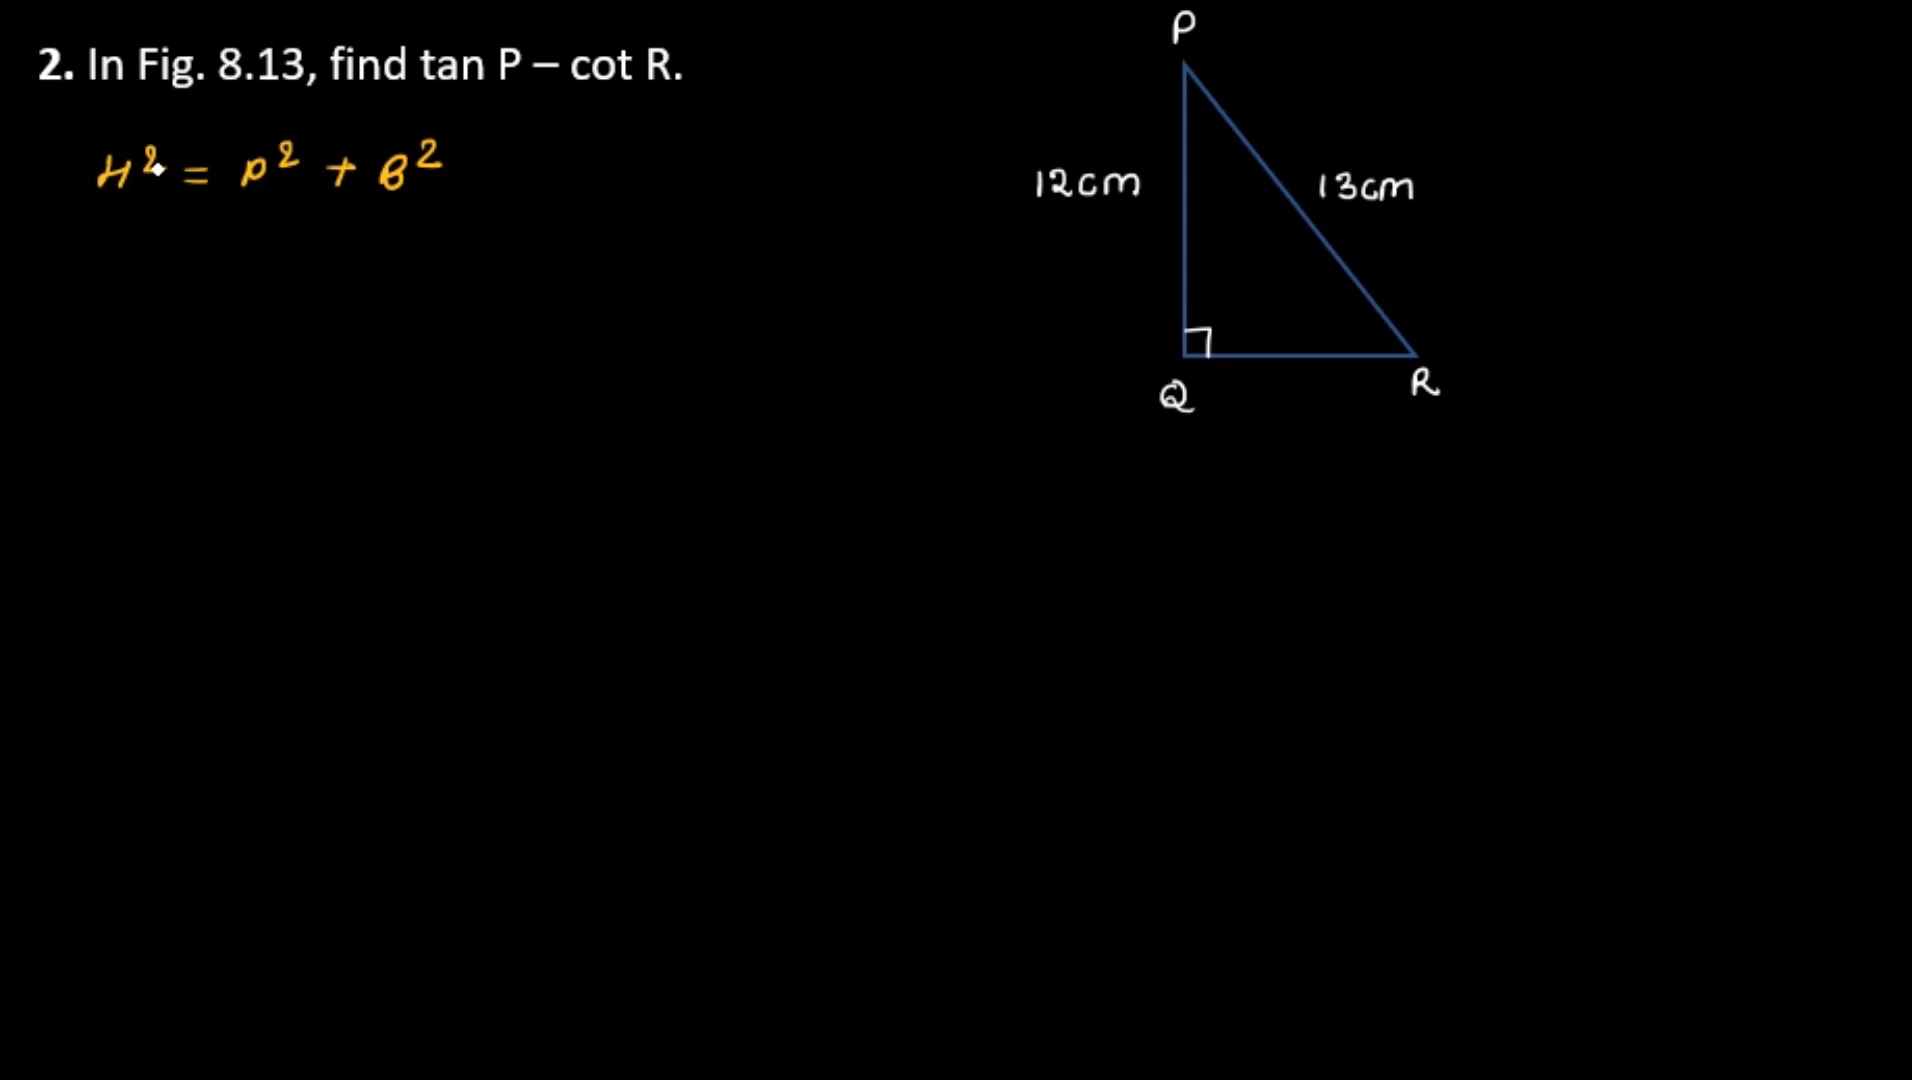 2. In Fig. 8.13, find tan P – cot R.
H² = P² + B²
P
12cm
13cm
Q
R